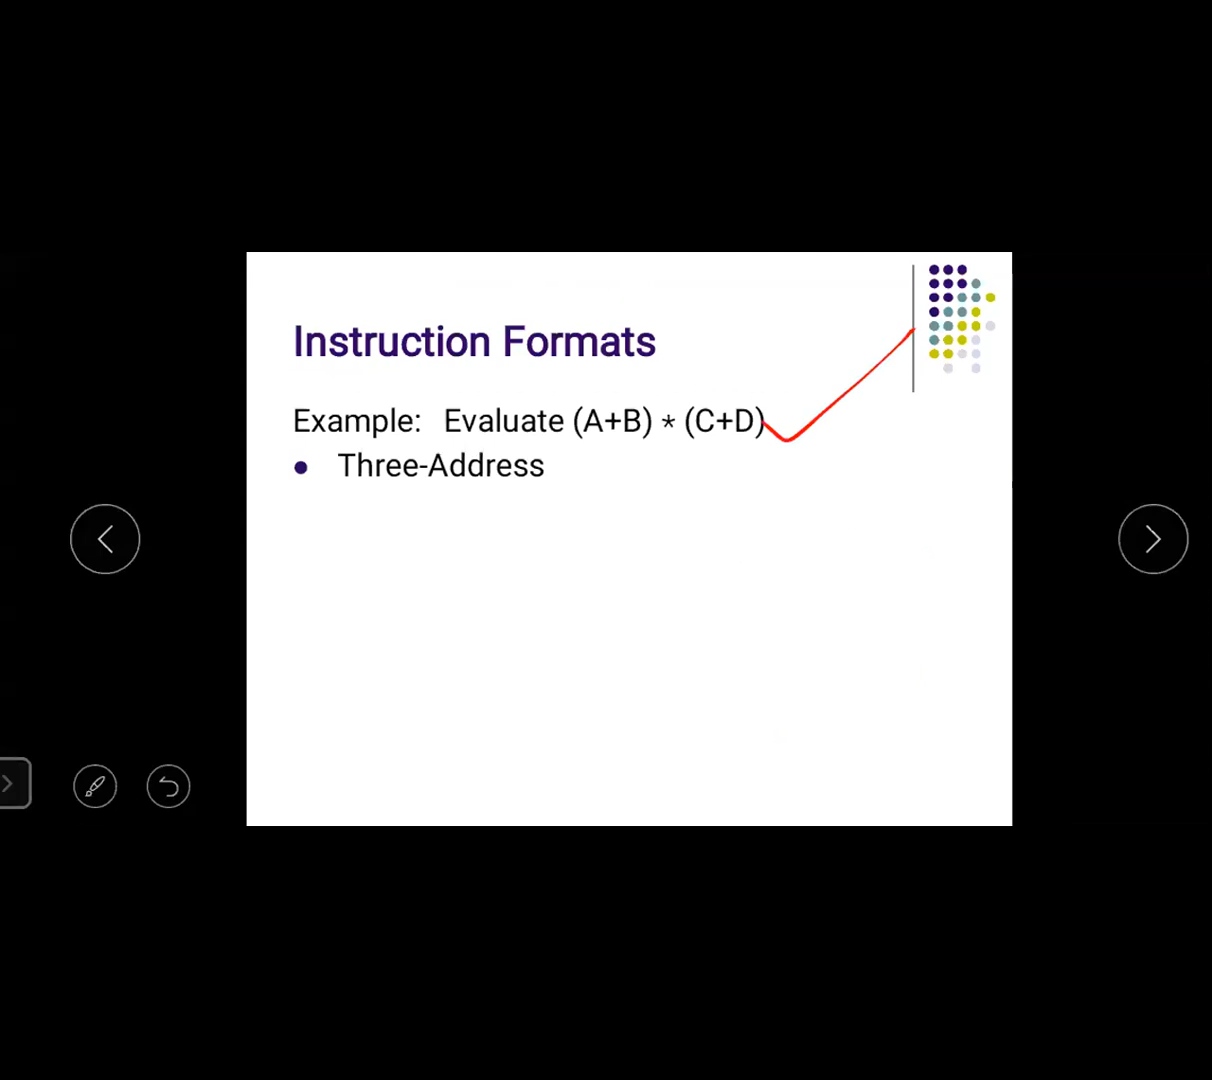 Instruction Formats
Example: Evaluate (A+B) * (C+D)
• Three-Address